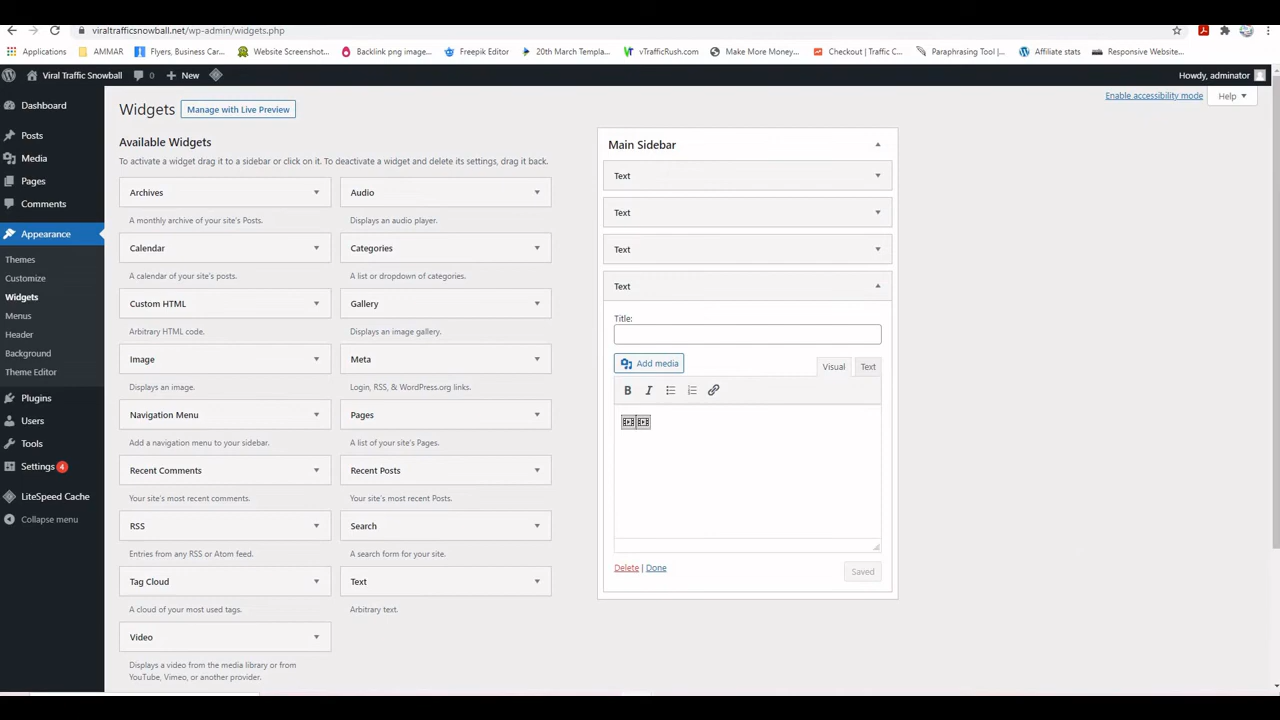 viraltrafficsnowball.net/wp-admin/widgets.php
Applications
AMMAR
Flyers, Business Car...
Website Screenshot...
Backlink png image...
Freepik Editor
20th March Templa...
vTrafficRush.com
Make More Money...
Checkout | Traffic C...
Paraphrasing Tool |...
Affiliate stats
Responsive Website...
Viral Traffic Snowball
0
New
Howdy, adminator
Dashboard
Posts
Media
Pages
Comments
Appearance
Themes
Customize
Widgets
Menus
Header
Background
Theme Editor
Plugins
Users
Tools
Settings 4
LiteSpeed Cache
Collapse menu
Widgets
Manage with Live Preview
Enable accessibility mode
Help
Available Widgets
To activate a widget drag it to a sidebar or click on it. To deactivate a widget and delete its settings, drag it back.
Archives
A monthly archive of your site's Posts.
Audio
Displays an audio player.
Calendar
A calendar of your site's posts.
Categories
A list or dropdown of categories.
Custom HTML
Arbitrary HTML code.
Gallery
Displays an image gallery.
Image
Displays an image.
Meta
Login, RSS, & WordPress.org links.
Navigation Menu
Add a navigation menu to your sidebar.
Pages
A list of your site's Pages.
Recent Comments
Your site's most recent comments.
Recent Posts
Your site's most recent Posts.
RSS
Entries from any RSS or Atom feed.
Search
A search form for your site.
Tag Cloud
A cloud of your most used tags.
Text
Arbitrary text.
Video
Displays a video from the media library or from
YouTube, Vimeo, or another provider.
Main Sidebar
Text
Text
Text
Text
Title:
Add media
Visual
Text
B I
Delete | Done
Saved